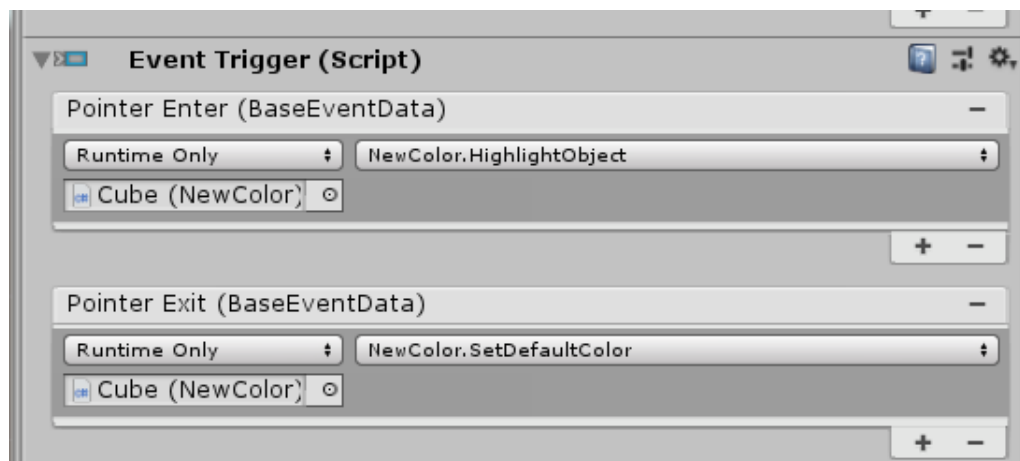 Event Trigger (Script)
Pointer Enter (BaseEventData)
Runtime Only NewColor.HighlightObject
Cube (NewColor)
Pointer Exit (BaseEventData)
Runtime Only NewColor.SetDefaultColor
Cube (NewColor)